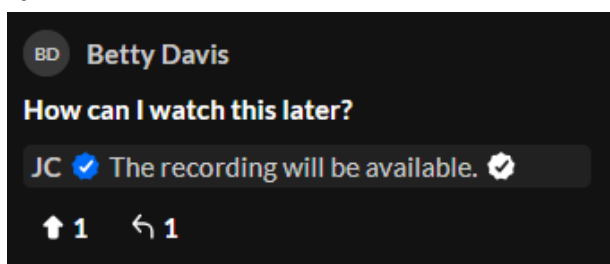 BD Betty Davis
How can I watch this later?
JC The recording will be available.
1 1